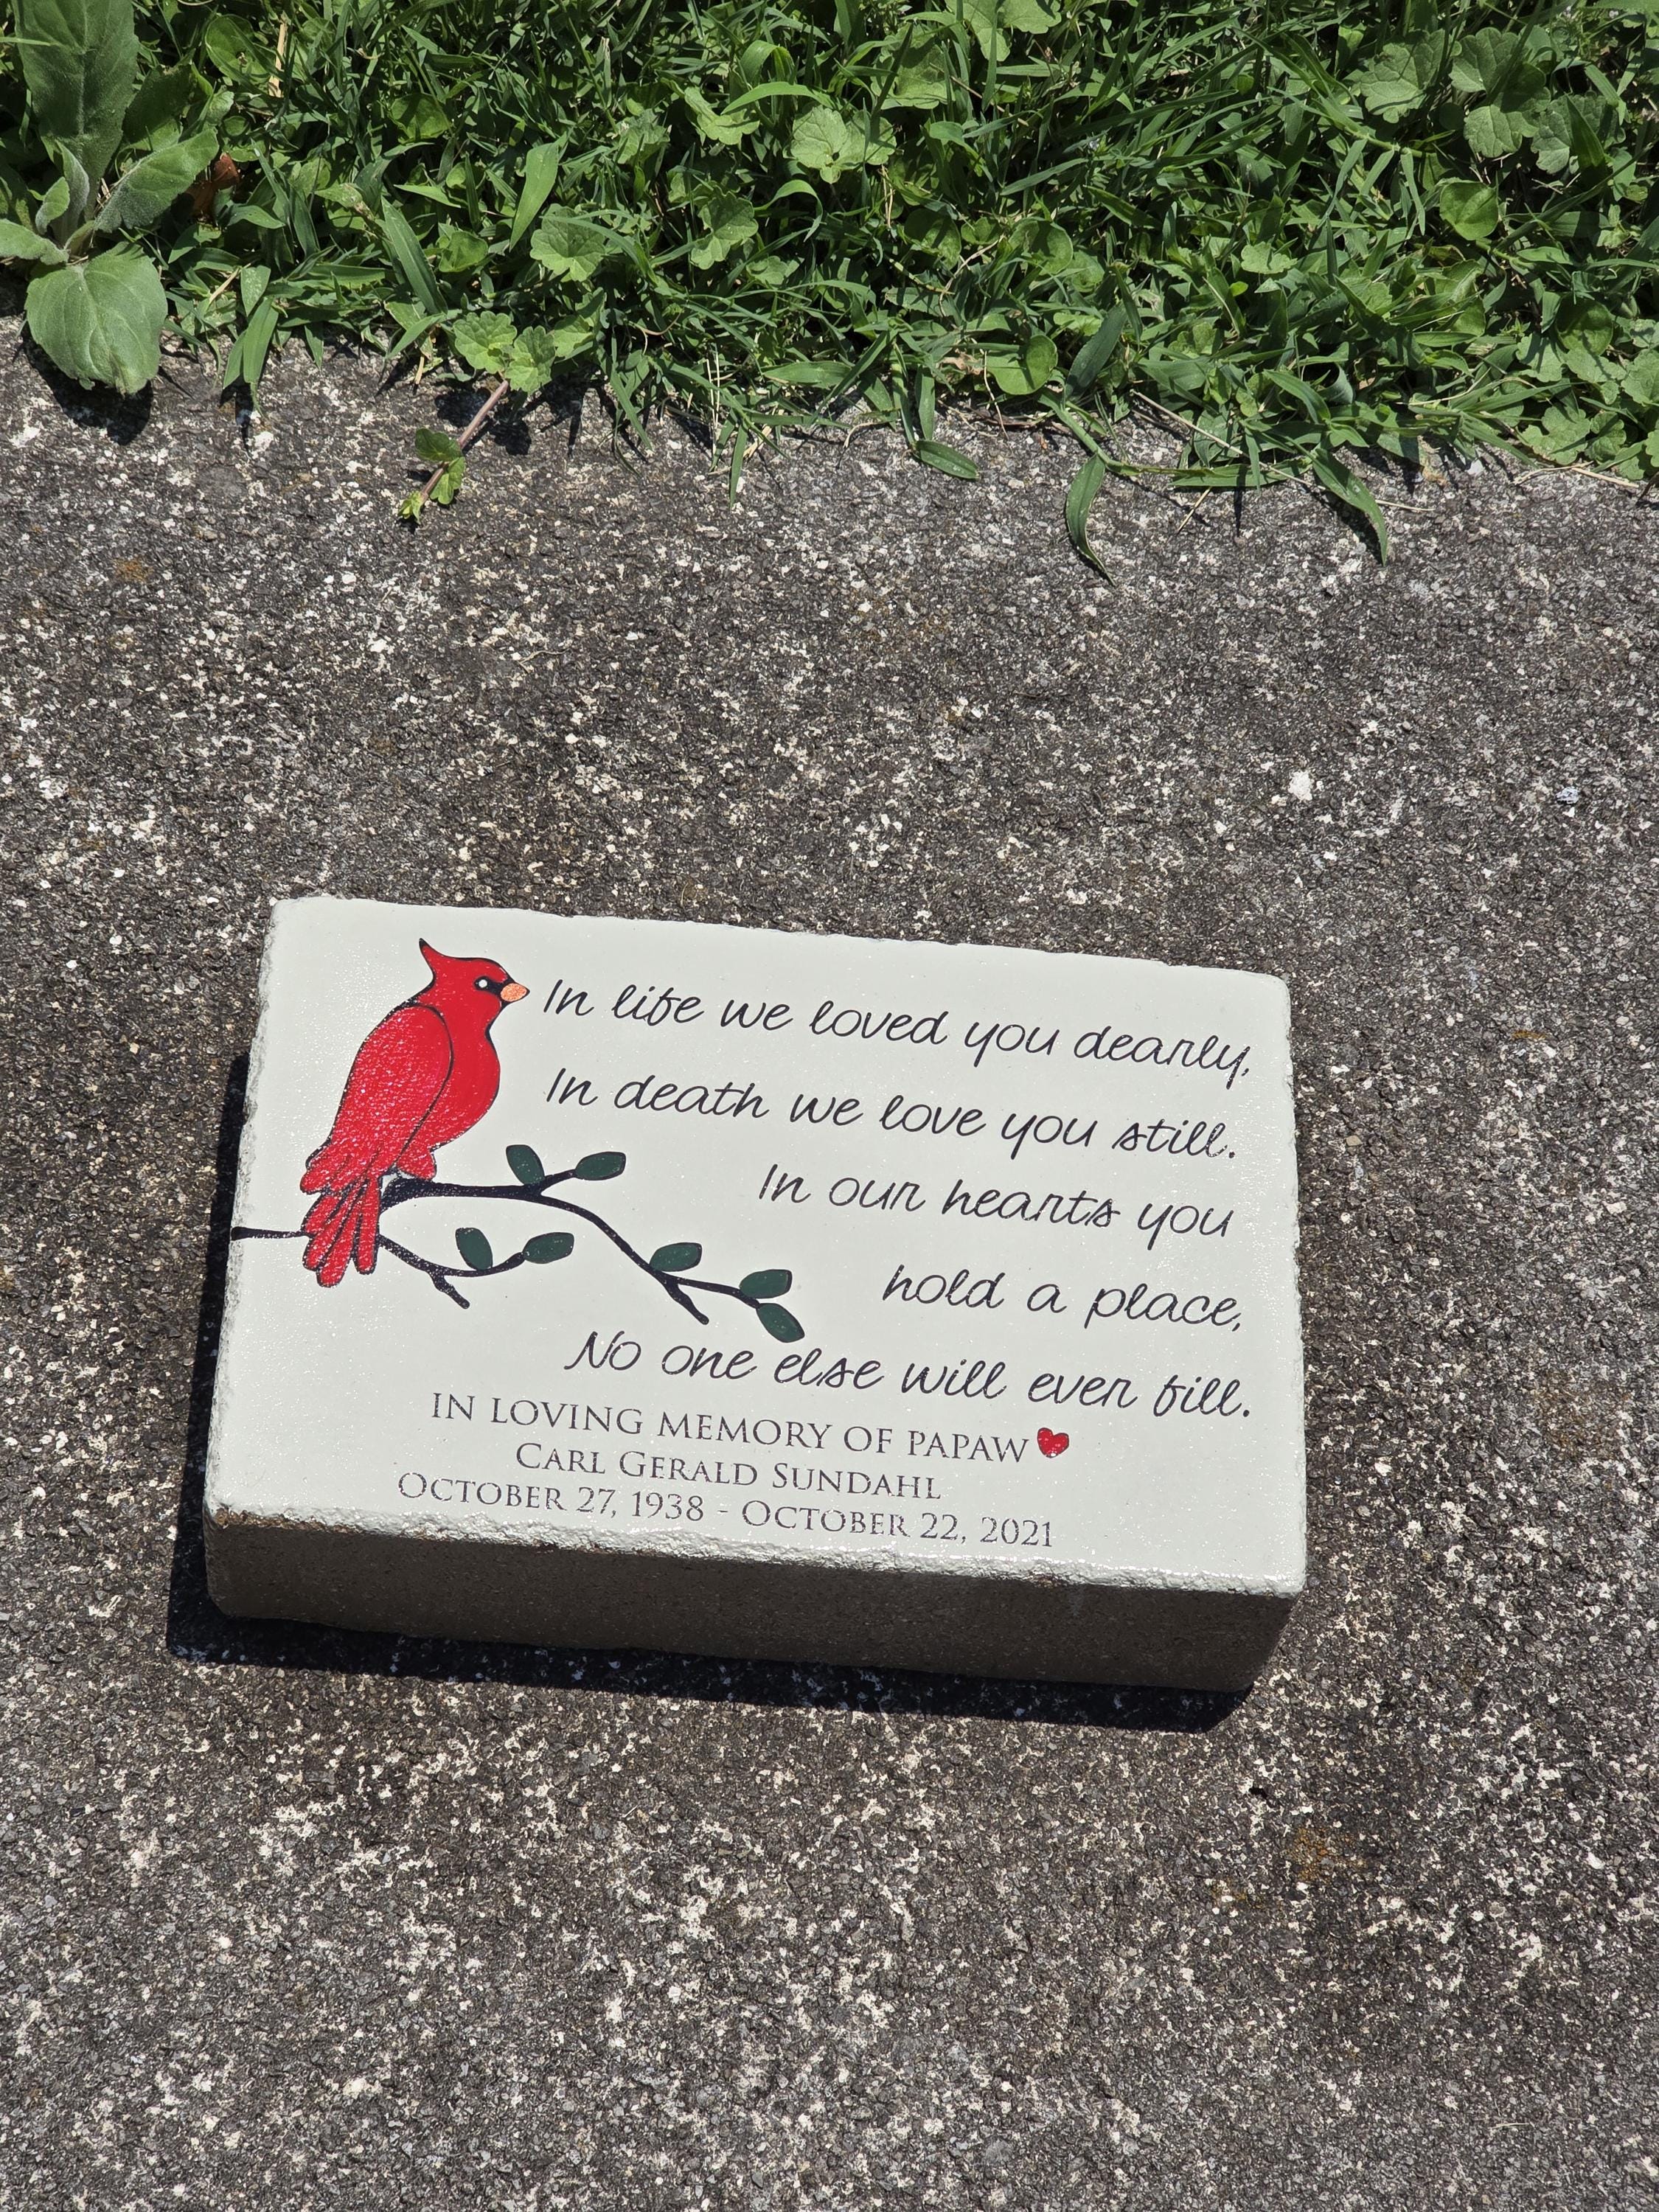 In life we loved you dearly,
In death we love you still.
In our hearts you
hold a place,
No one else will ever fill.
IN LOVING MEMORY OF PAPAW
CARL GERALD SUNDAHL
OCTOBER 27, 1938 - OCTOBER 22, 2021